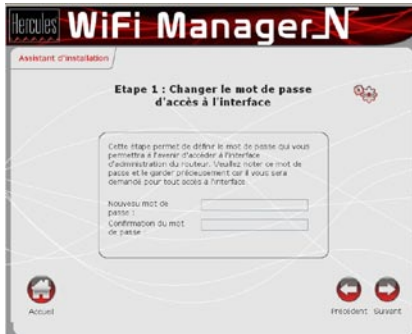 Hercules WiFi Manager N
Assistant d'installation
Etape 1 : Changer le mot de passe
d'accès à l'interface
Cette étape permet de définir le mot de passe qui vous
permettra à l'avenir d'accéder à l'interface
d'administration du routeur. Veuillez noter ce mot de
passe et le garder précieusement car il vous sera
demandé pour tout accès à l'interface.
Nouveau mot de
passe :
Confirmation du mot
de passe :
Accueil
Précédent Suivant